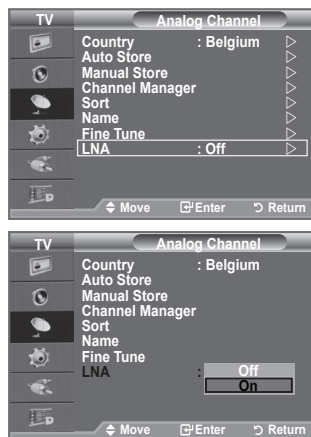 TV Analog Channel
Country : Belgium
Auto Store
Manual Store
Channel Manager
Sort
Name
Fine Tune
LNA : Off
Move Enter Return
TV Analog Channel
Country : Belgium
Auto Store
Manual Store
Channel Manager
Sort
Name
Fine Tune
LNA : Off
On
Move Enter Return